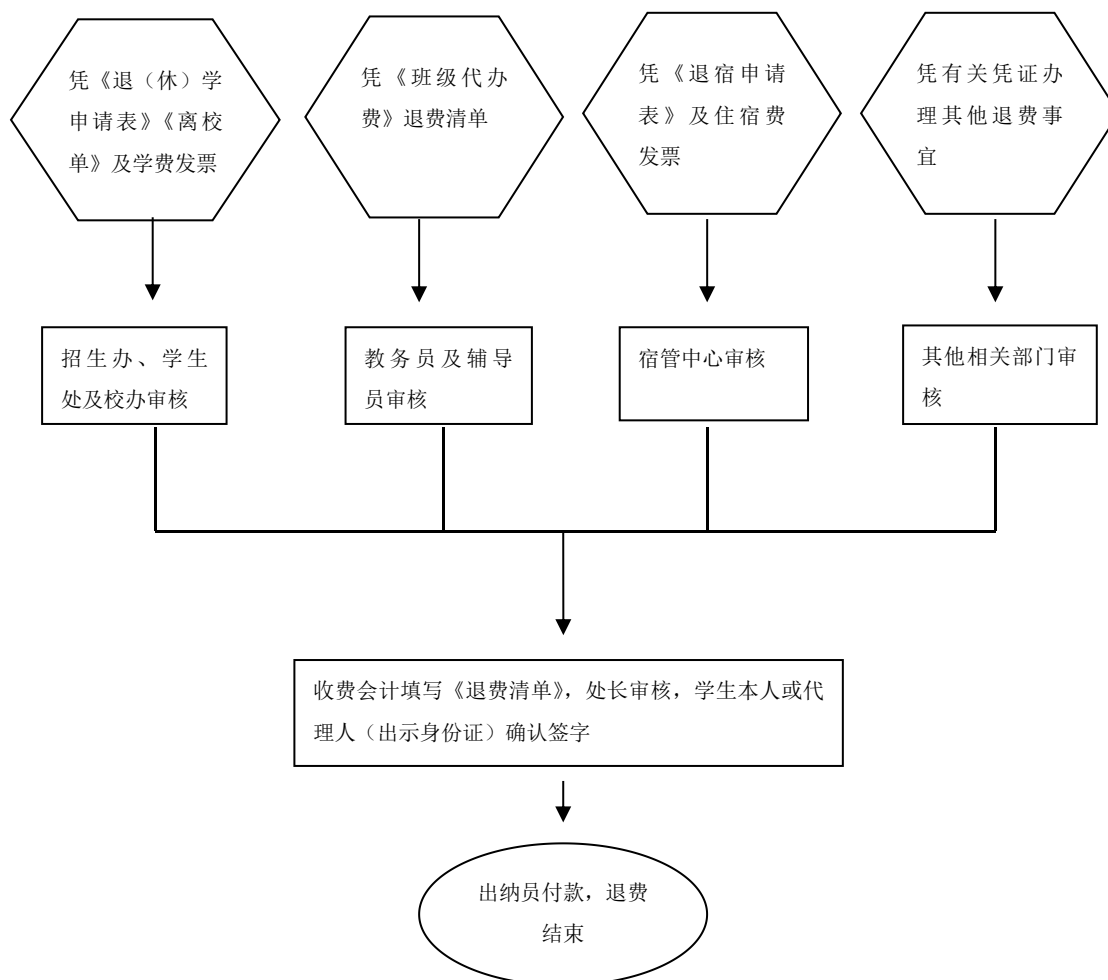 凭《退（休）学
申请表》《离校
单》及学费发票
凭《班级代办
费》退费清单
凭《退宿申请
表》及住宿费
发票
凭有关凭证办
理其他退费事
宜
招生办、学生
处及校办审核
教务员及辅导
员审核
宿管中心审核
其他相关部门审
核
收费会计填写《退费清单》，处长审核，学生本人或代
理人（出示身份证）确认签字
出纳员付款，退费
结束